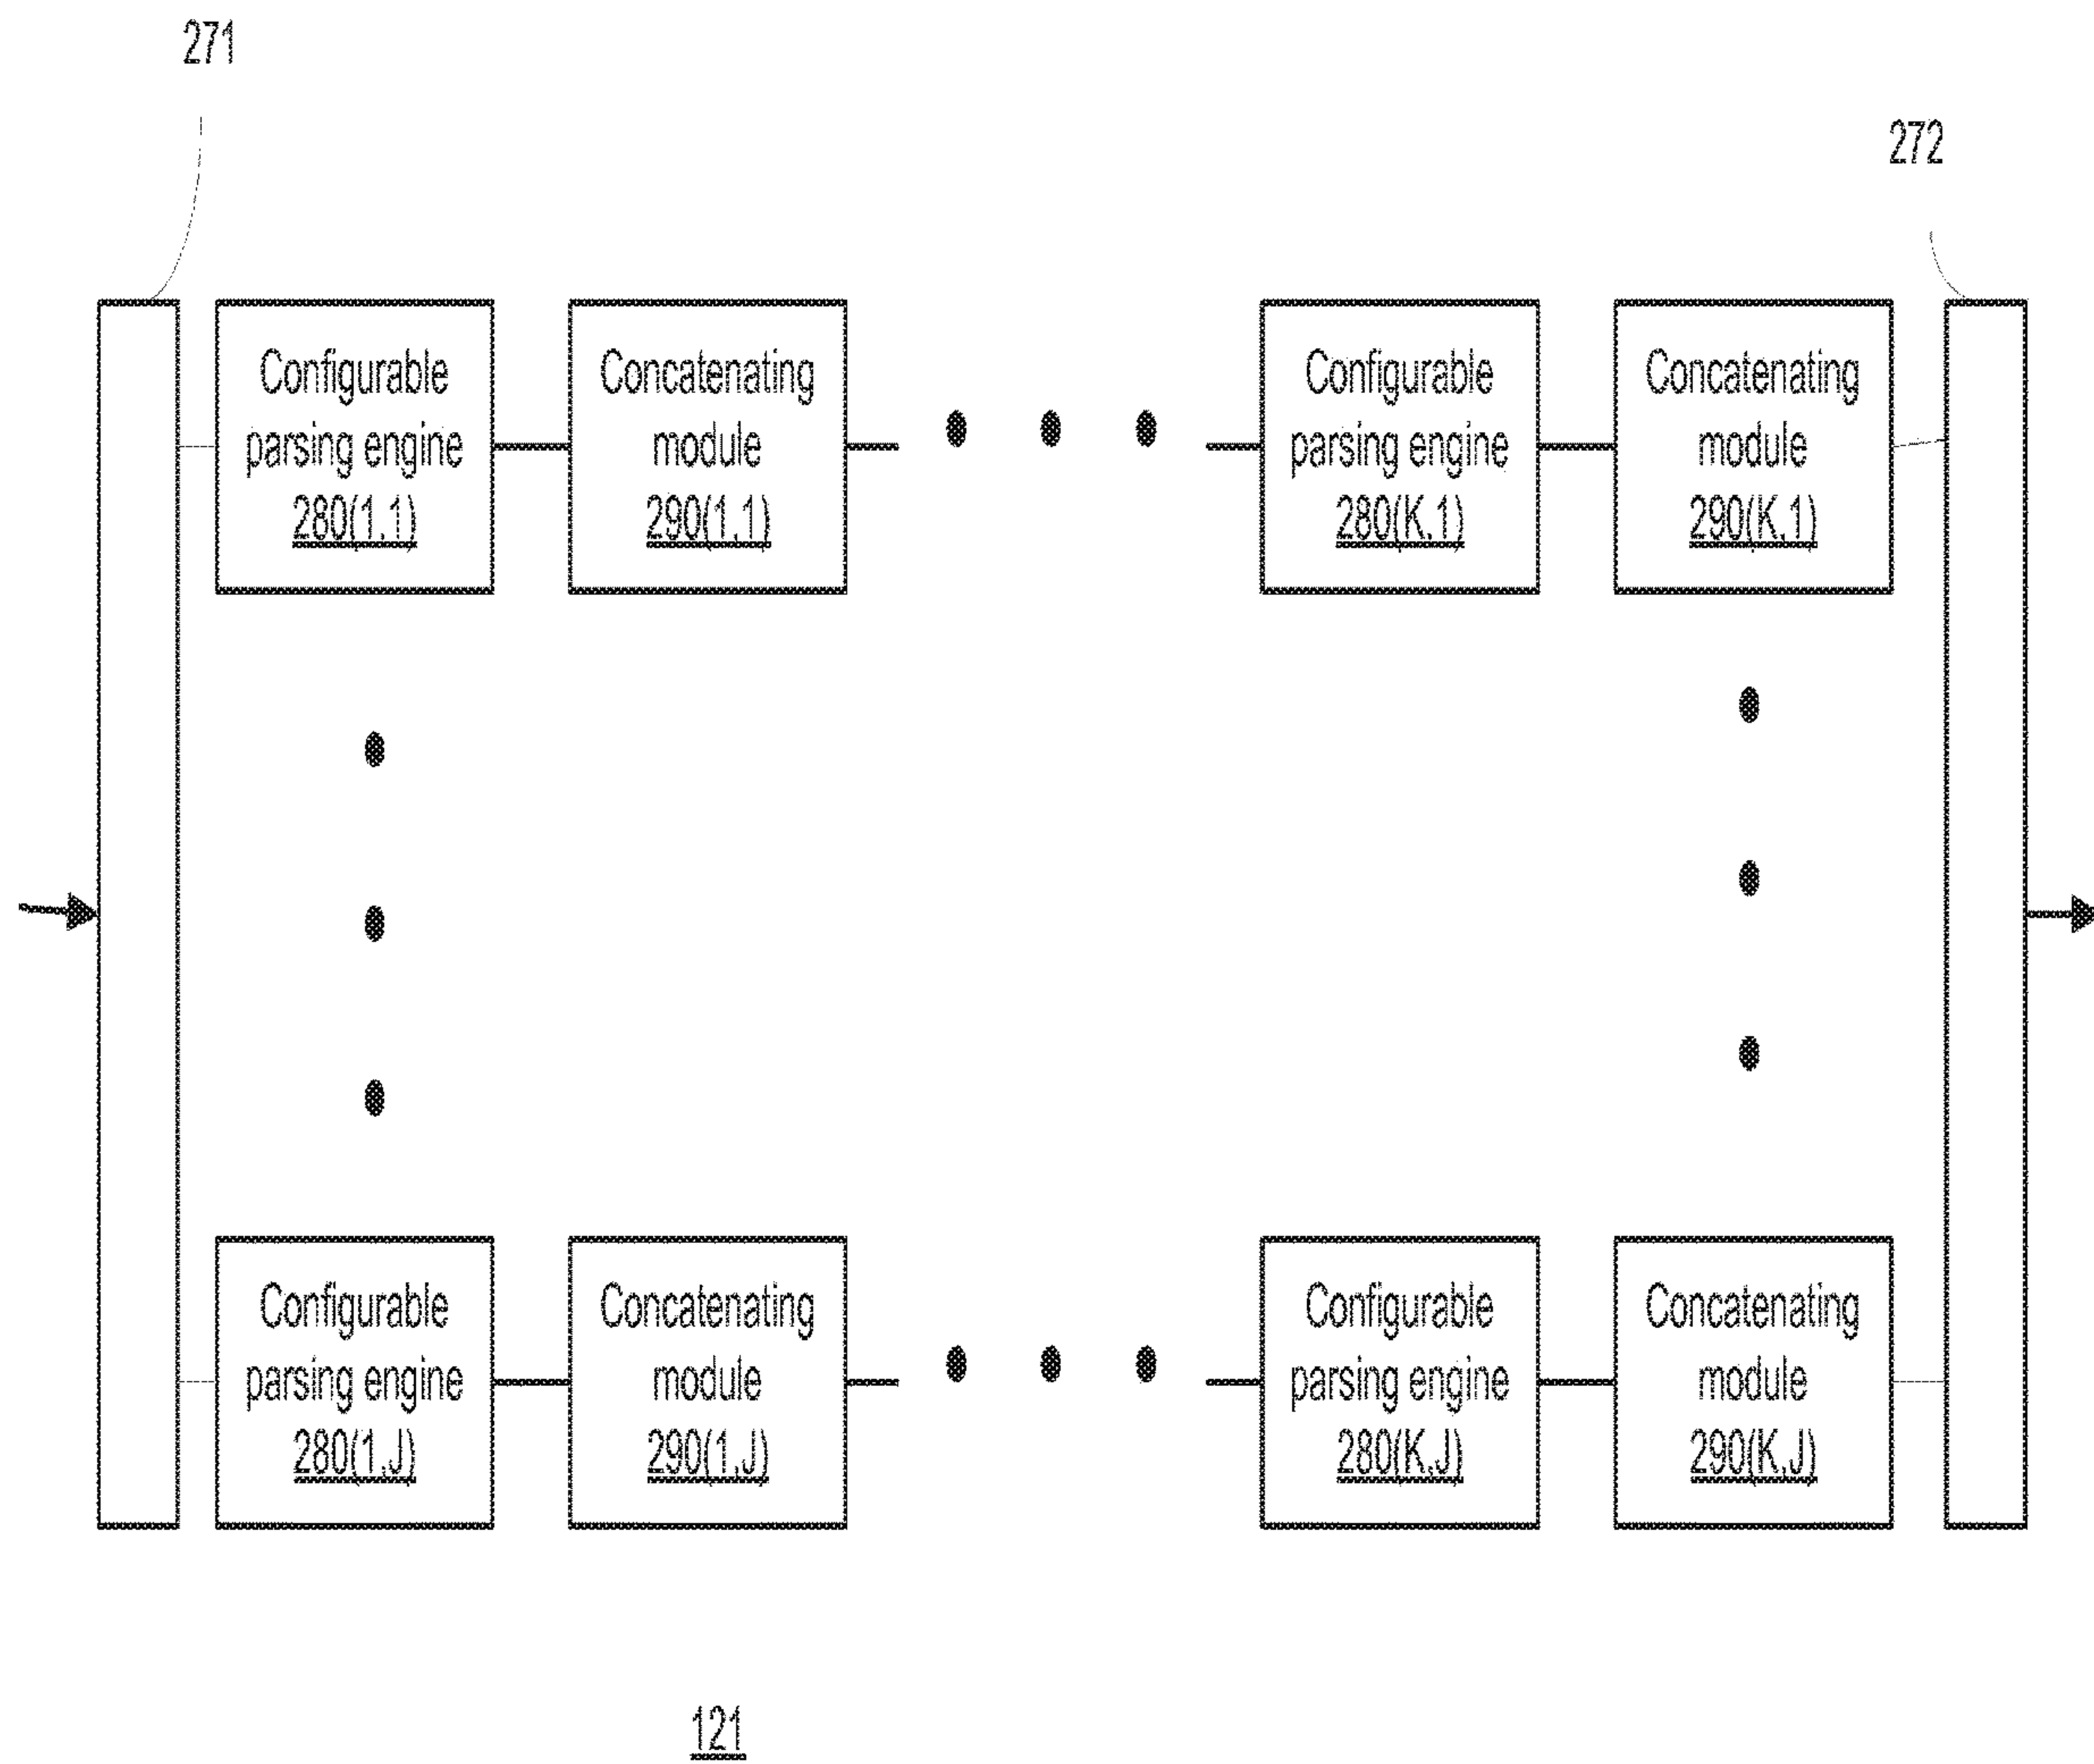 271
272
Configurable
parsing engine
280(1,1)
Concatenating
module
290(1,1)
Configurable
parsing engine
280(K,1)
Concatenating
module
290(K,1)
Configurable
parsing engine
280(1,J)
Concatenating
module
290(1,J)
Configurable
parsing engine
280(K,J)
Concatenating
module
290(K,J)
121